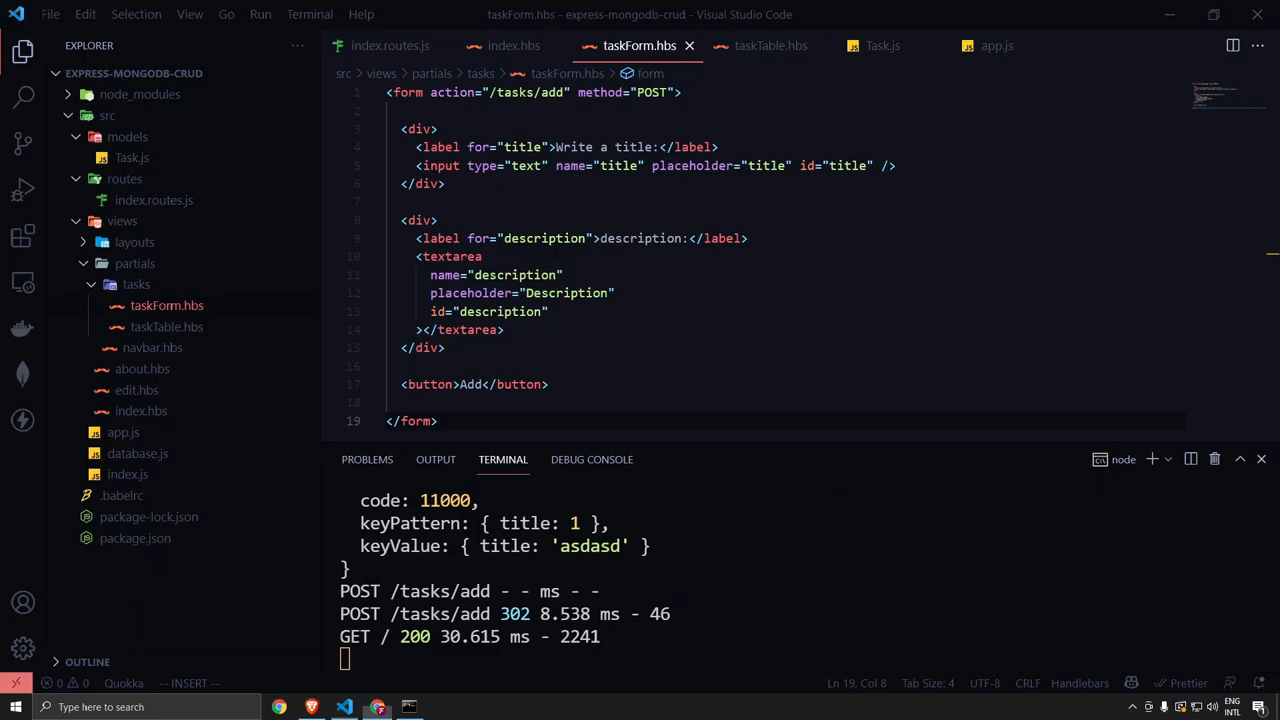 File Edit Selection View Go Run Terminal Help taskForm.hbs - express-mongodb-crud - Visual Studio Code
EXPLORER
index.routes.js index.hbs taskForm.hbs taskTable.hbs Task.js app.js
EXPRESS-MONGODB-CRUD
node_modules
src
models
Task.js
routes
index.routes.js
views
layouts
partials
tasks
taskForm.hbs
taskTable.hbs
navbar.hbs
about.hbs
edit.hbs
index.hbs
app.js
database.js
index.js
.babelrc
package-lock.json
package.json
OUTLINE
src > views > partials > tasks > taskForm.hbs > form
1 <form action="/tasks/add" method="POST">
2
3 <div>
4 <label for="title">Write a title:</label>
5 <input type="text" name="title" placeholder="title" id="title" />
6 </div>
7
8 <div>
9 <label for="description">description:</label>
10 <textarea
11 name="description"
12 placeholder="Description"
13 id="description"
14 ></textarea>
15 </div>
16
17 <button>Add</button>
18
19 </form>
PROBLEMS OUTPUT TERMINAL DEBUG CONSOLE node
code: 11000,
keyPattern: { title: 1 },
keyValue: { title: 'asdasd' }
}
POST /tasks/add - - ms - -
POST /tasks/add 302 8.538 ms - 46
GET / 200 30.615 ms - 2241
0 0 Quokka -- INSERT -- Ln 19, Col 8 Tab Size: 4 UTF-8 CRLF Handlebars Prettier
Type here to search ENG
INTL